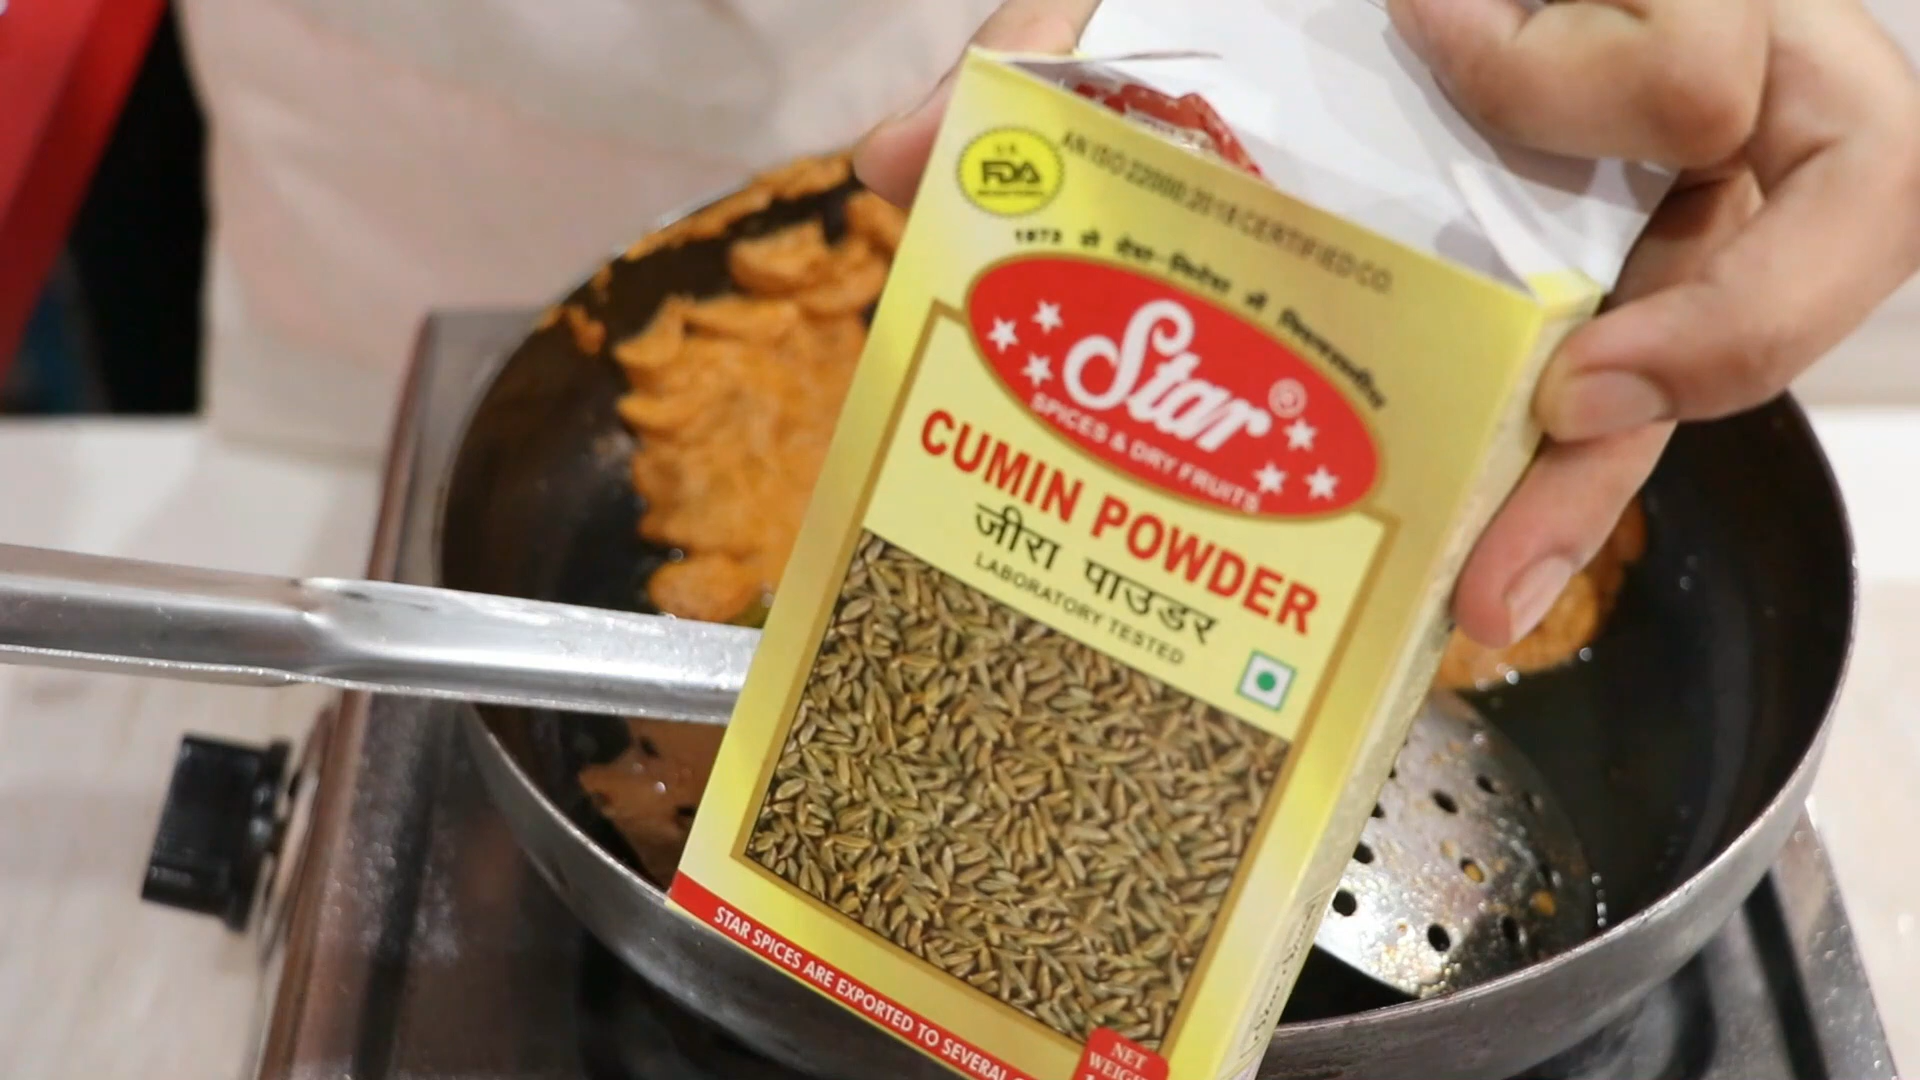 FDA
AN ISO 22000:2018 CERTIFIED CO.
1973 से सेवा-निरंतर की विश्वसनीय
Star®
SPICES & DRY FRUITS
CUMIN POWDER
जीरा पाउडर
LABORATORY TESTED
STAR SPICES ARE EXPORTED TO SEVERAL
NET